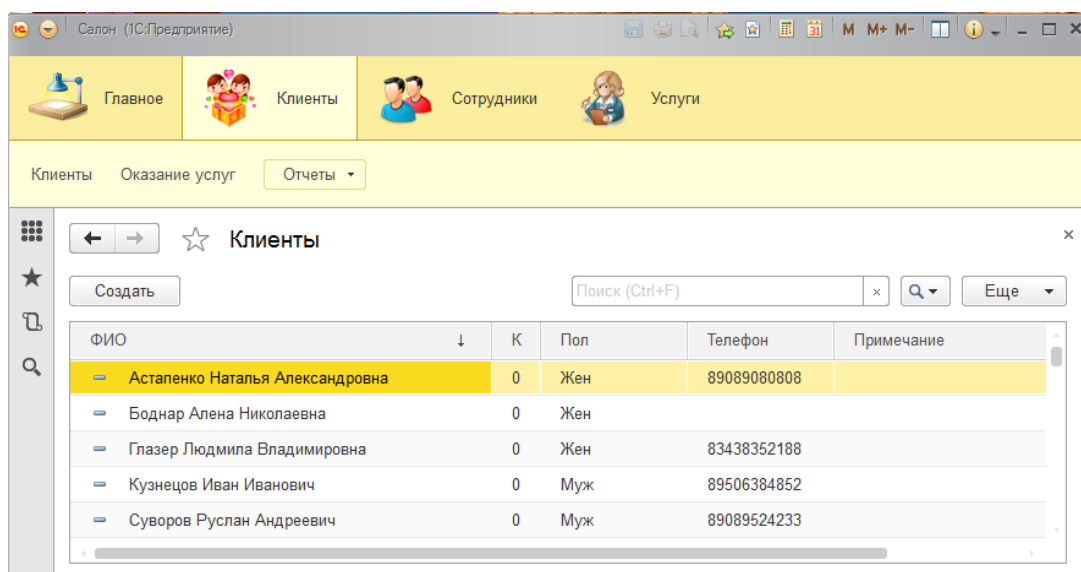 1С Салон (1С:Предприятие) 31 M M+ M-
Главное Клиенты Сотрудники Услуги
Клиенты Оказание услуг Отчеты
Клиенты
Создать Поиск (Ctrl+F) Еще
ФИО К Пол Телефон Примечание
Астапенко Наталья Александровна 0 Жен 89089080808
Боднар Алена Николаевна 0 Жен
Глазер Людмила Владимировна 0 Жен 83438352188
Кузнецов Иван Иванович 0 Муж 89506384852
Суворов Руслан Андреевич 0 Муж 89089524233